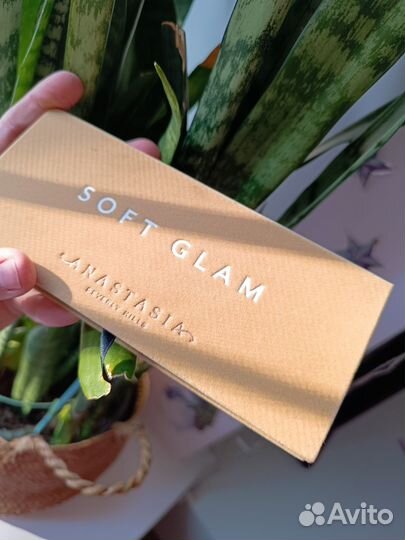 SOFT GLAM
ANASTASIA
BEVERLY HILLS
Avito